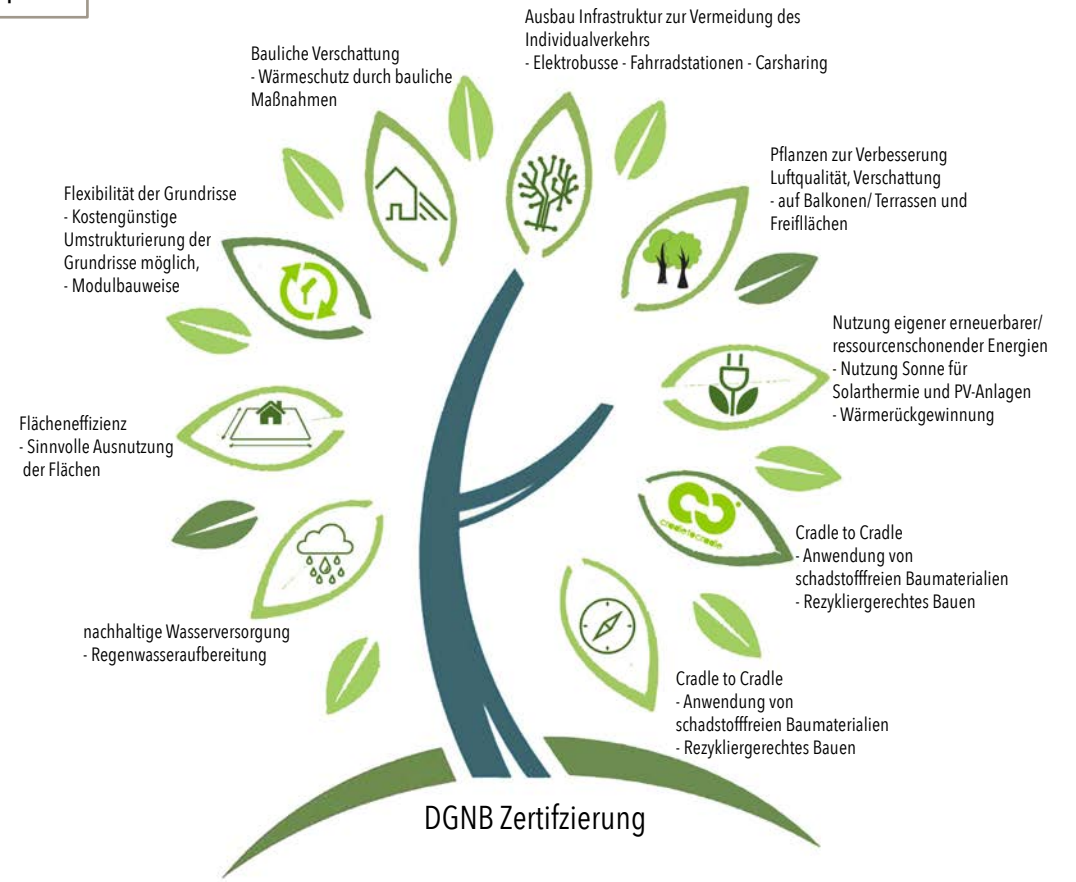 Ausbau Infrastruktur zur Vermeidung des
Individualverkehrs
- Elektrobusse - Fahrradstationen - Carsharing
Bauliche Verschattung
- Wärmeschutz durch bauliche
Maßnahmen
Pflanzen zur Verbesserung
Luftqualität, Verschattung
- auf Balkonen/ Terrassen und
Freifllächen
Flexibilität der Grundrisse
- Kostengünstige
Umstrukturierung der
Grundrisse möglich,
- Modulbauweise
Nutzung eigener erneuerbarer/
ressourcenschonender Energien
- Nutzung Sonne für
Solarthermie und PV-Anlagen
- Wärmerückgewinnung
Flächeneffizienz
- Sinnvolle Ausnutzung
der Flächen
cradletocradle
Cradle to Cradle
- Anwendung von
schadstofffreien Baumaterialien
- Rezykliergerechtes Bauen
nachhaltige Wasserversorgung
- Regenwasseraufbereitung
Cradle to Cradle
- Anwendung von
schadstofffreien Baumaterialien
- Rezykliergerechtes Bauen
DGNB Zertifzierung